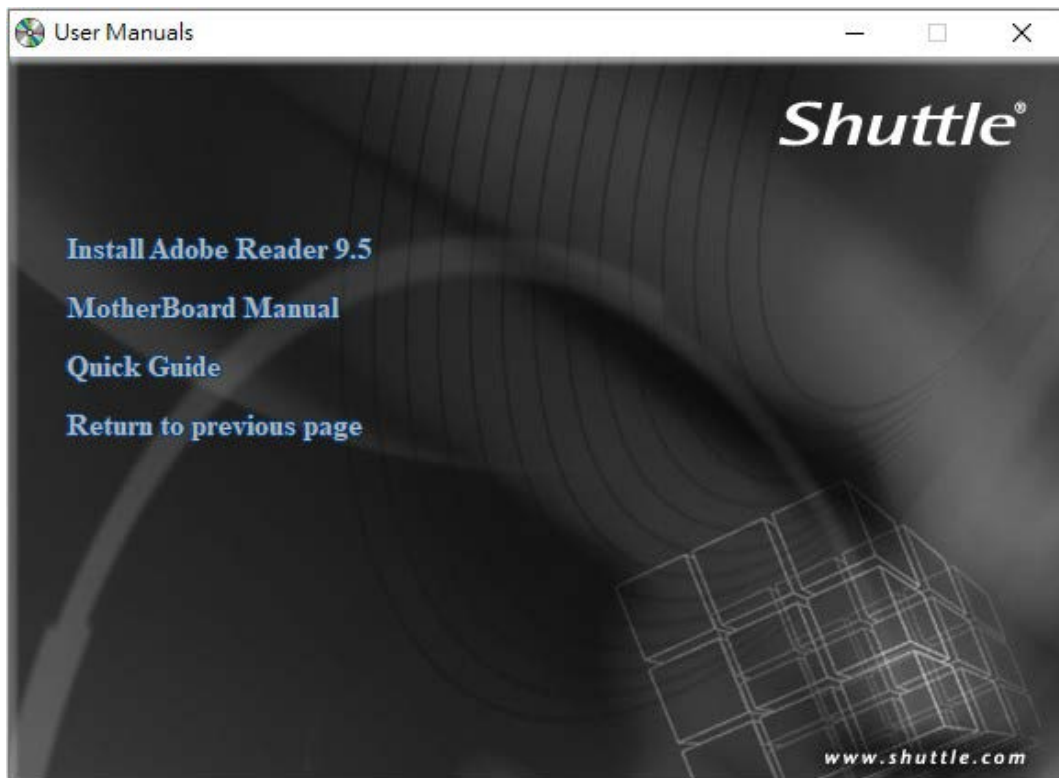 User Manuals
Shuttle®
Install Adobe Reader 9.5
MotherBoard Manual
Quick Guide
Return to previous page
www.shuttle.com